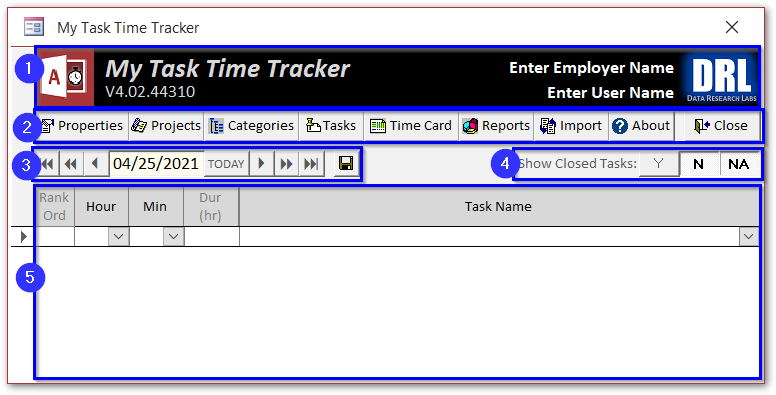 My Task Time Tracker
1
A
My Task Time Tracker
V4.02.44310
Enter Employer Name
Enter User Name
DRL
DATA RESEARCH LABS
2
Properties Projects Categories Tasks Time Card Reports Import About Close
3
04/25/2021 TODAY
4
Show Closed Tasks: Y N NA
Rank Ord
Hour
Min
Dur (hr)
Task Name
5